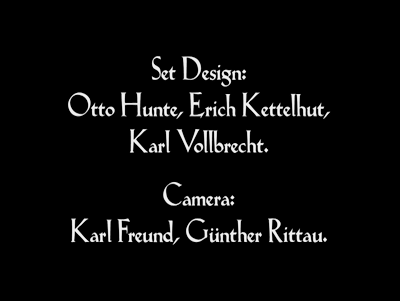 Set Design:
Otto Hunte, Erich Kettelhut,
Karl Vollbrecht.
Camera:
Karl Freund, Günther Rittau.